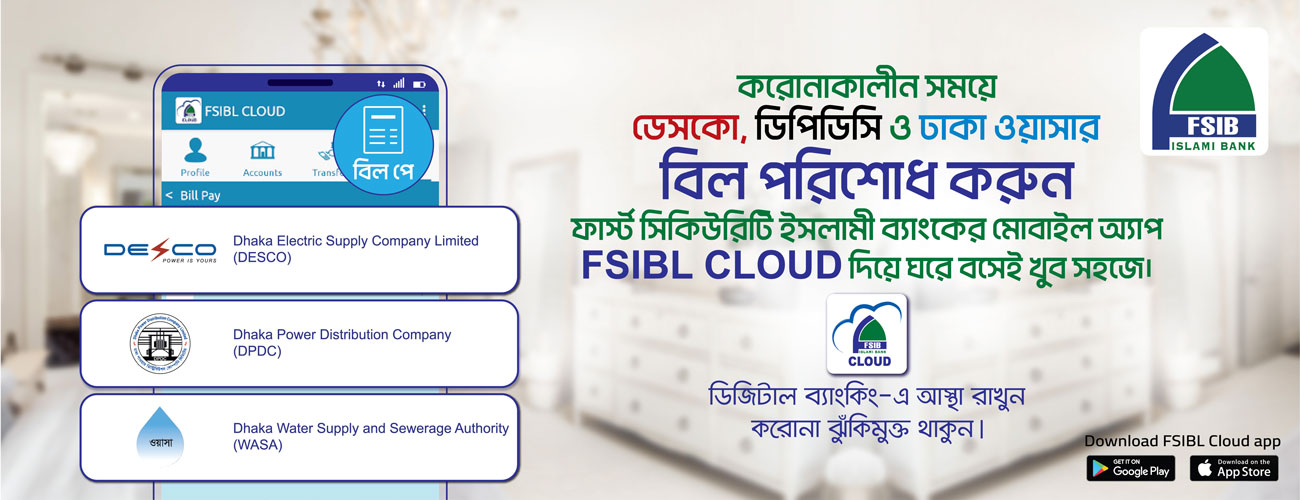 FSIBL CLOUD
CLOUD
Profile
Accounts
বিল পে
< Bill Pay
DESCO
POWER IS YOURS
Dhaka Electric Supply Company Limited
(DESCO)
DPDC
Dhaka Power Distribution Company
(DPDC)
ওয়াসা
Dhaka Water Supply and Sewerage Authority
(WASA)
করোনাকালীন সময়ে
ডেসকো, ডিপিডিসি ও ঢাকা ওয়াসার
বিল পরিশোধ করুন
ফার্স্ট সিকিউরিটি ইসলামী ব্যাংকের মোবাইল অ্যাপ
FSIBL CLOUD দিয়ে ঘরে বসেই খুব সহজে।
FSIB
ISLAMI BANK
CLOUD
ডিজিটাল ব্যাংকিং-এ আস্থা রাখুন
করোনা ঝুঁকিমুক্ত থাকুন।
FSIB
ISLAMI BANK
Download FSIBL Cloud app
GET IT ON
Google Play
Download on the
App Store